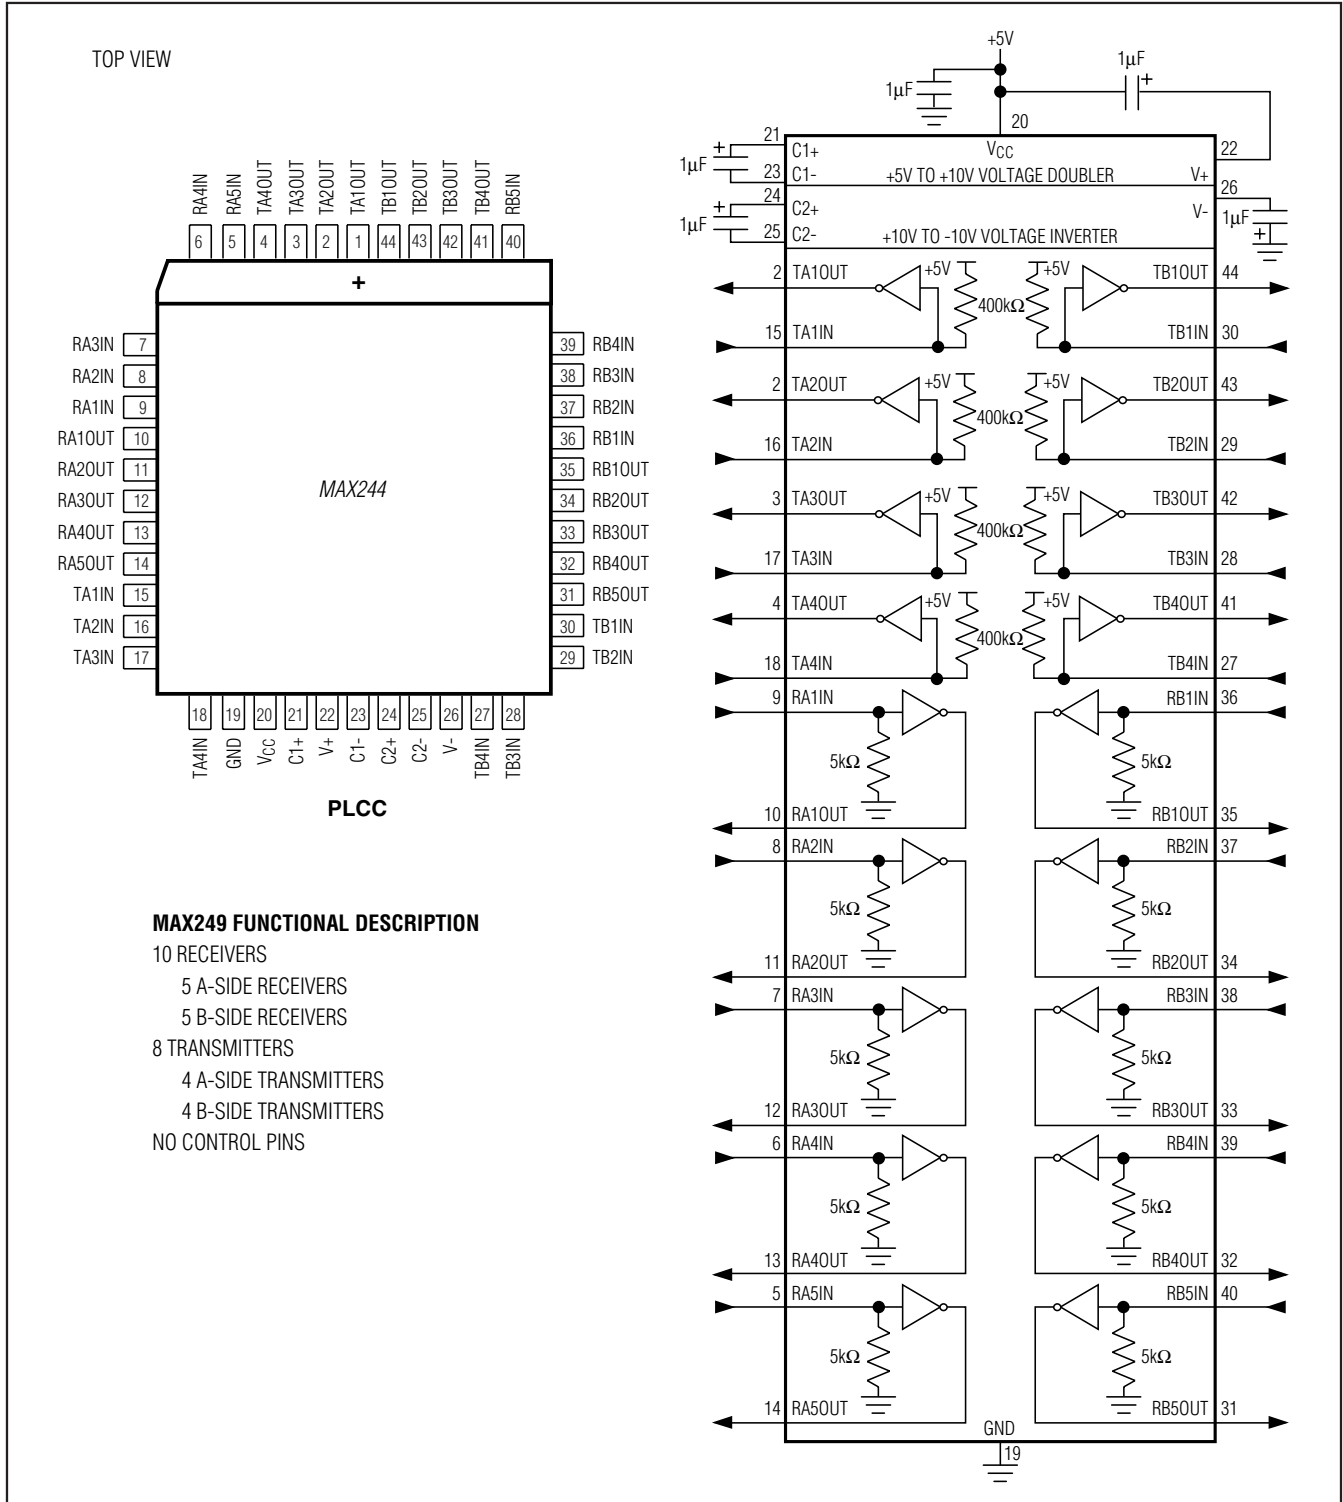 TOP VIEW
RA4IN
RA5IN
TA4OUT
TA3OUT
TA2OUT
TA1OUT
TB1OUT
TB2OUT
TB3OUT
TB4OUT
RB5IN
6 5 4 3 2 1 44 43 42 41 40
+
RA3IN 7
RA2IN 8
RA1IN 9
RA1OUT 10
RA2OUT 11
RA3OUT 12
RA4OUT 13
RA5OUT 14
TA1IN 15
TA2IN 16
TA3IN 17
MAX244
39 RB4IN
38 RB3IN
37 RB2IN
36 RB1IN
35 RB1OUT
34 RB2OUT
33 RB3OUT
32 RB4OUT
31 RB5OUT
30 TB1IN
29 TB2IN
18 19 20 21 22 23 24 25 26 27 28
TA4IN
GND
VCC
C1+
V+
C1-
C2+
C2-
V-
TB4IN
TB3IN
PLCC
MAX249 FUNCTIONAL DESCRIPTION
10 RECEIVERS
5 A-SIDE RECEIVERS
5 B-SIDE RECEIVERS
8 TRANSMITTERS
4 A-SIDE TRANSMITTERS
4 B-SIDE TRANSMITTERS
NO CONTROL PINS
+5V
1µF
1µF +
20
VCC
+ 1µF
21 C1+
23 C1-
+5V TO +10V VOLTAGE DOUBLER
V+ 22
+ 1µF
24 C2+
25 C2-
+10V TO -10V VOLTAGE INVERTER
V- 26
1µF +
2 TA1OUT +5V +5V TB1OUT 44
400kΩ
15 TA1IN TB1IN 30
2 TA2OUT +5V +5V TB2OUT 43
400kΩ
16 TA2IN TB2IN 29
3 TA3OUT +5V +5V TB3OUT 42
400kΩ
17 TA3IN TB3IN 28
4 TA4OUT +5V +5V TB4OUT 41
400kΩ
18 TA4IN TB4IN 27
9 RA1IN RB1IN 36
5kΩ 5kΩ
10 RA1OUT RB1OUT 35
8 RA2IN RB2IN 37
5kΩ 5kΩ
11 RA2OUT RB2OUT 34
7 RA3IN RB3IN 38
5kΩ 5kΩ
12 RA3OUT RB3OUT 33
6 RA4IN RB4IN 39
5kΩ 5kΩ
13 RA4OUT RB4OUT 32
5 RA5IN RB5IN 40
5kΩ 5kΩ
14 RA5OUT RB5OUT 31
GND
19